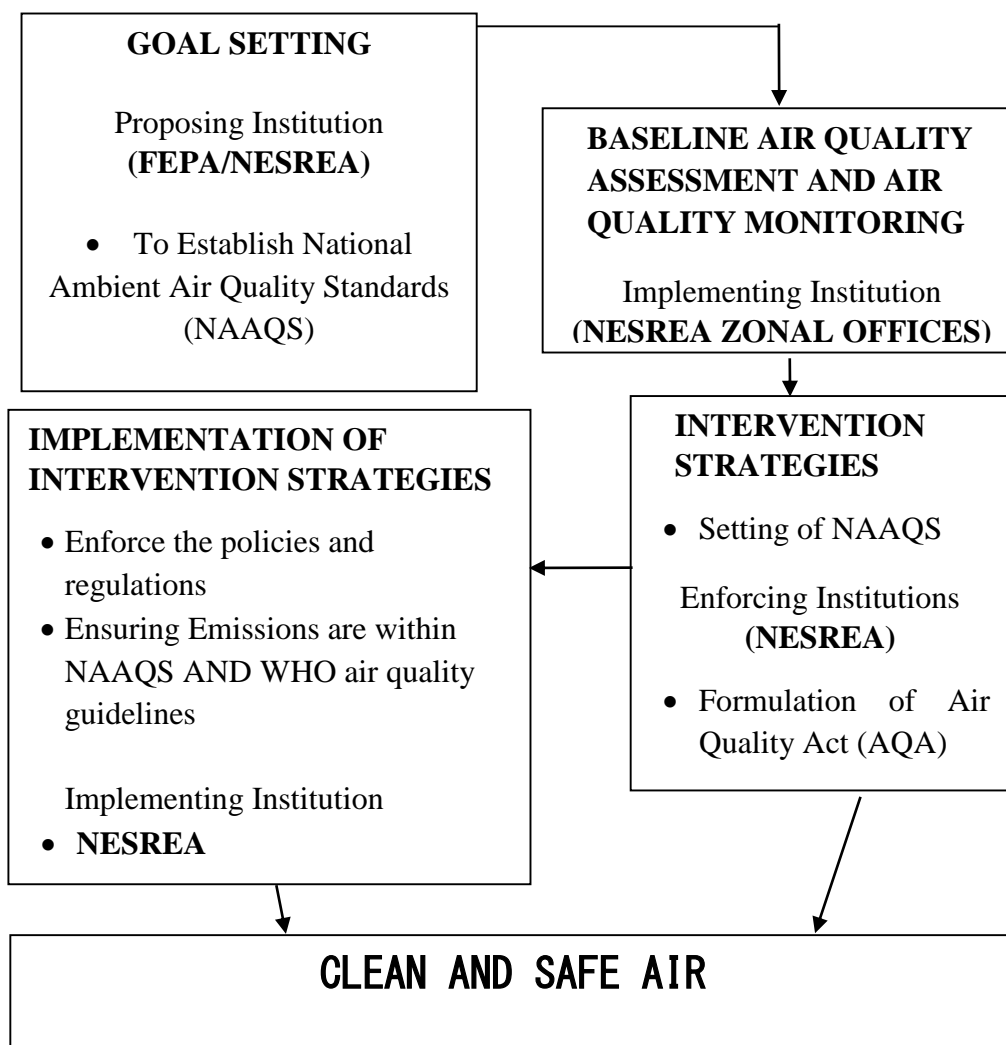 GOAL SETTING
Proposing Institution
(FEPA/NESREA)
• To Establish National
Ambient Air Quality Standards
(NAAQS)
BASELINE AIR QUALITY
ASSESSMENT AND AIR
QUALITY MONITORING
Implementing Institution
(NESREA ZONAL OFFICES)
INTERVENTION
STRATEGIES
• Setting of NAAQS
Enforcing Institutions
(NESREA)
• Formulation of Air
Quality Act (AQA)
IMPLEMENTATION OF
INTERVENTION STRATEGIES
• Enforce the policies and
regulations
• Ensuring Emissions are within
NAAQS AND WHO air quality
guidelines
Implementing Institution
• NESREA
CLEAN AND SAFE AIR